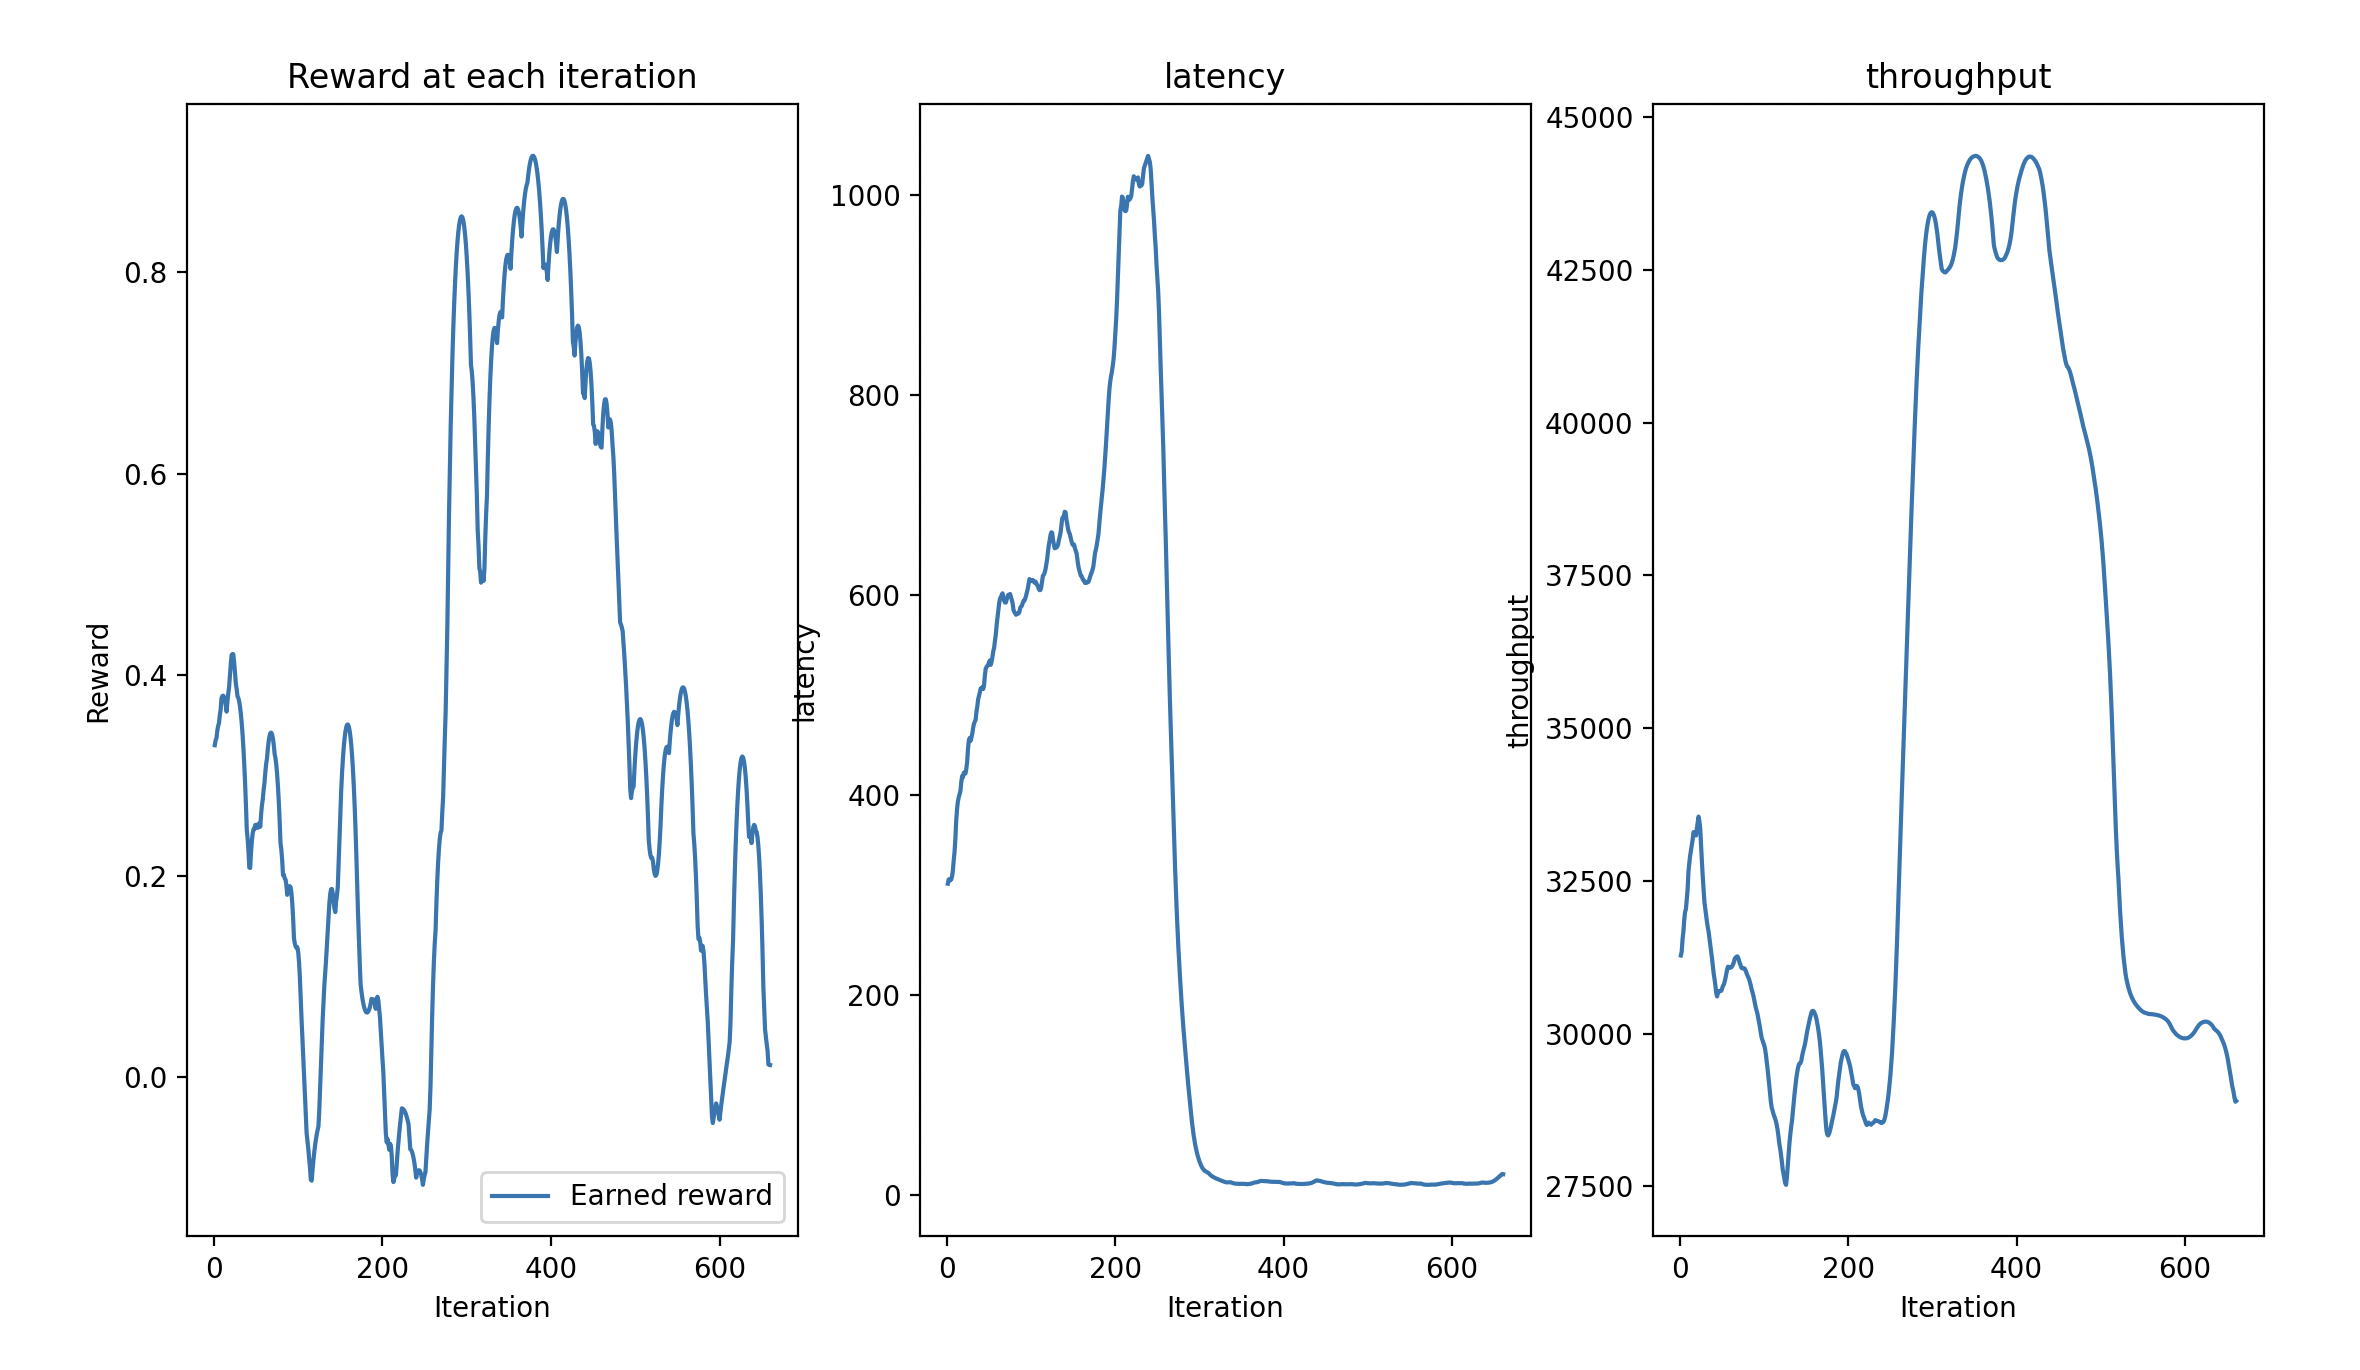 Reward at each iteration
Reward
0.8
0.6
0.4
0.2
0.0
Earned reward
0 200 400 600
Iteration
latency
latency
1000
800
600
400
200
0
0 200 400 600
Iteration
throughput
throughput
45000
42500
40000
37500
35000
32500
30000
27500
0 200 400 600
Iteration